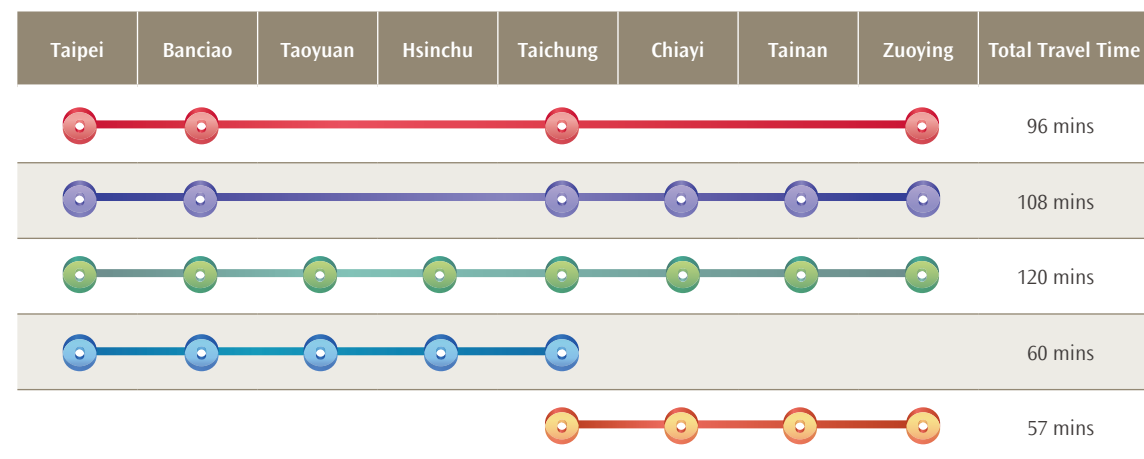 Taipei Banciao Taoyuan Hsinchu Taichung Chiayi Tainan Zuoying Total Travel Time
96 mins
108 mins
120 mins
60 mins
57 mins